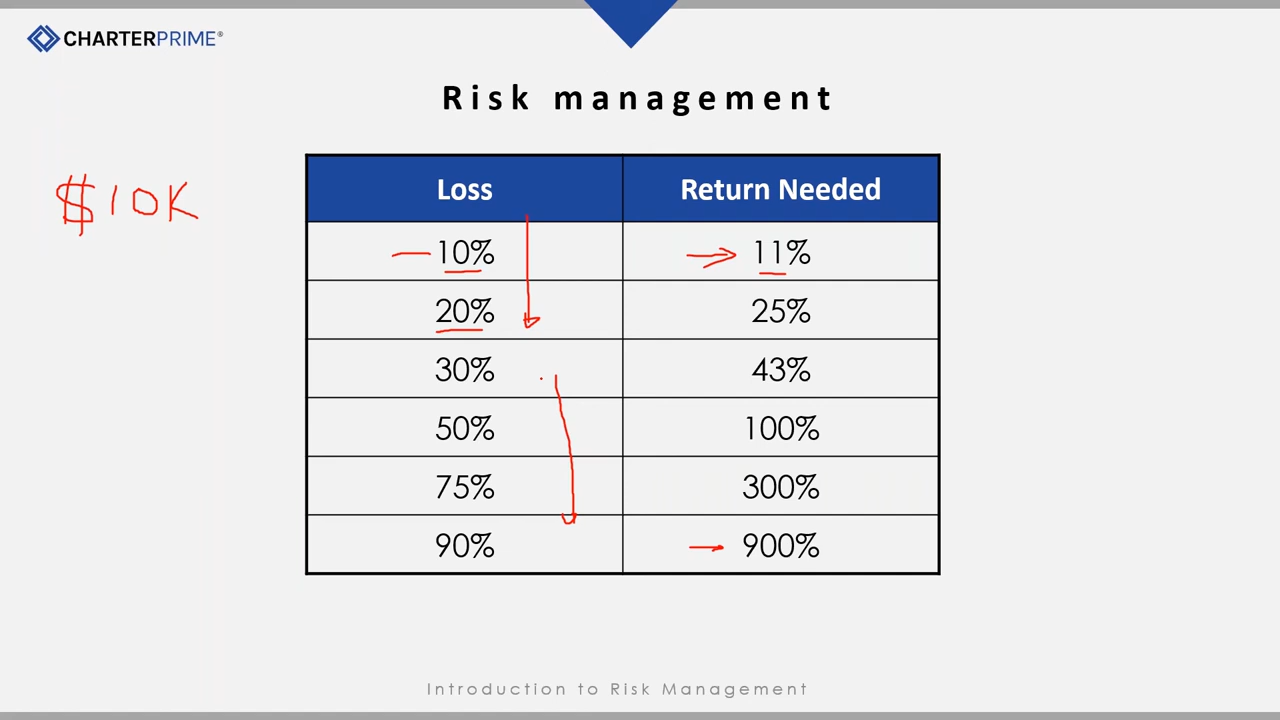 CHARTERPRIME®
Risk management
$10K
Loss Return Needed
10% 11%
20% 25%
30% 43%
50% 100%
75% 300%
90% 900%
Introduction to Risk Management